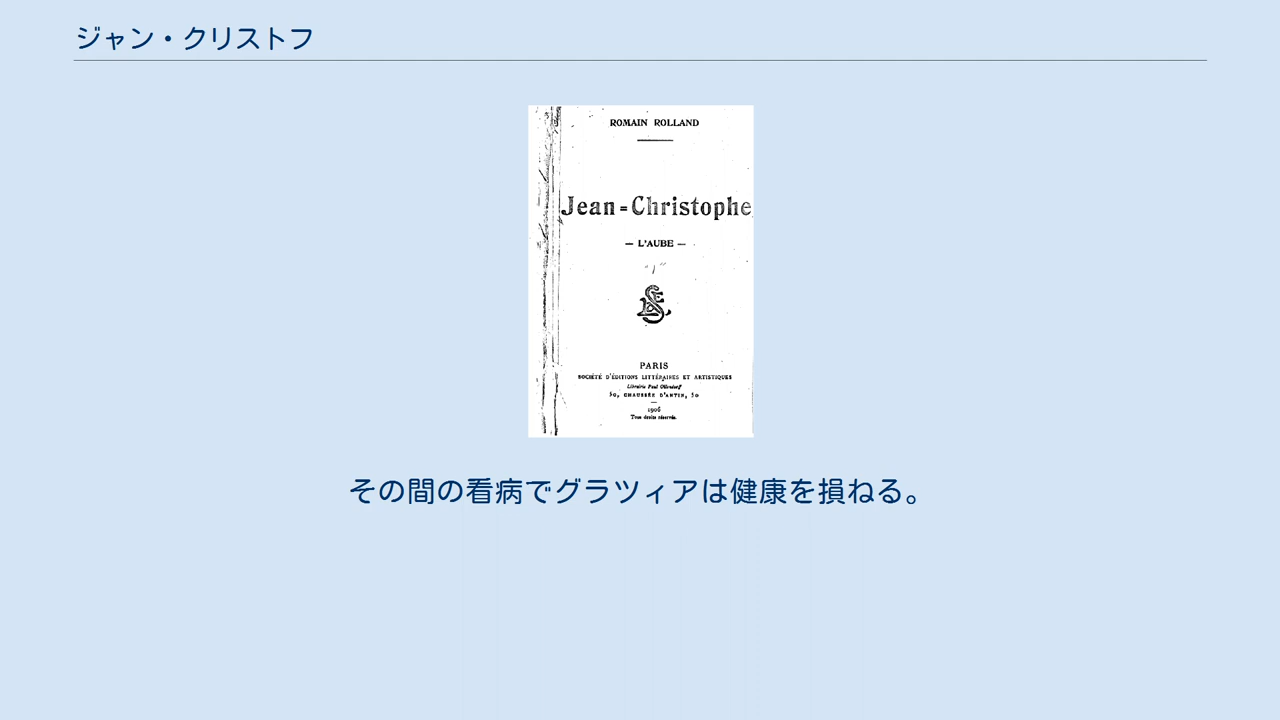 ジャン・クリストフ
ROMAIN ROLLAND
Jean=Christophe
— L'AUBE —
PARIS
SOCIÉTÉ D'ÉDITIONS LITTÉRAIRES ET ARTISTIQUES
Librairie Paul Ollendorff
50, CHAUSSÉE D'ANTIN, 50
1906
Tous droits réservés.
その間の看病でグラツィアは健康を損ねる。